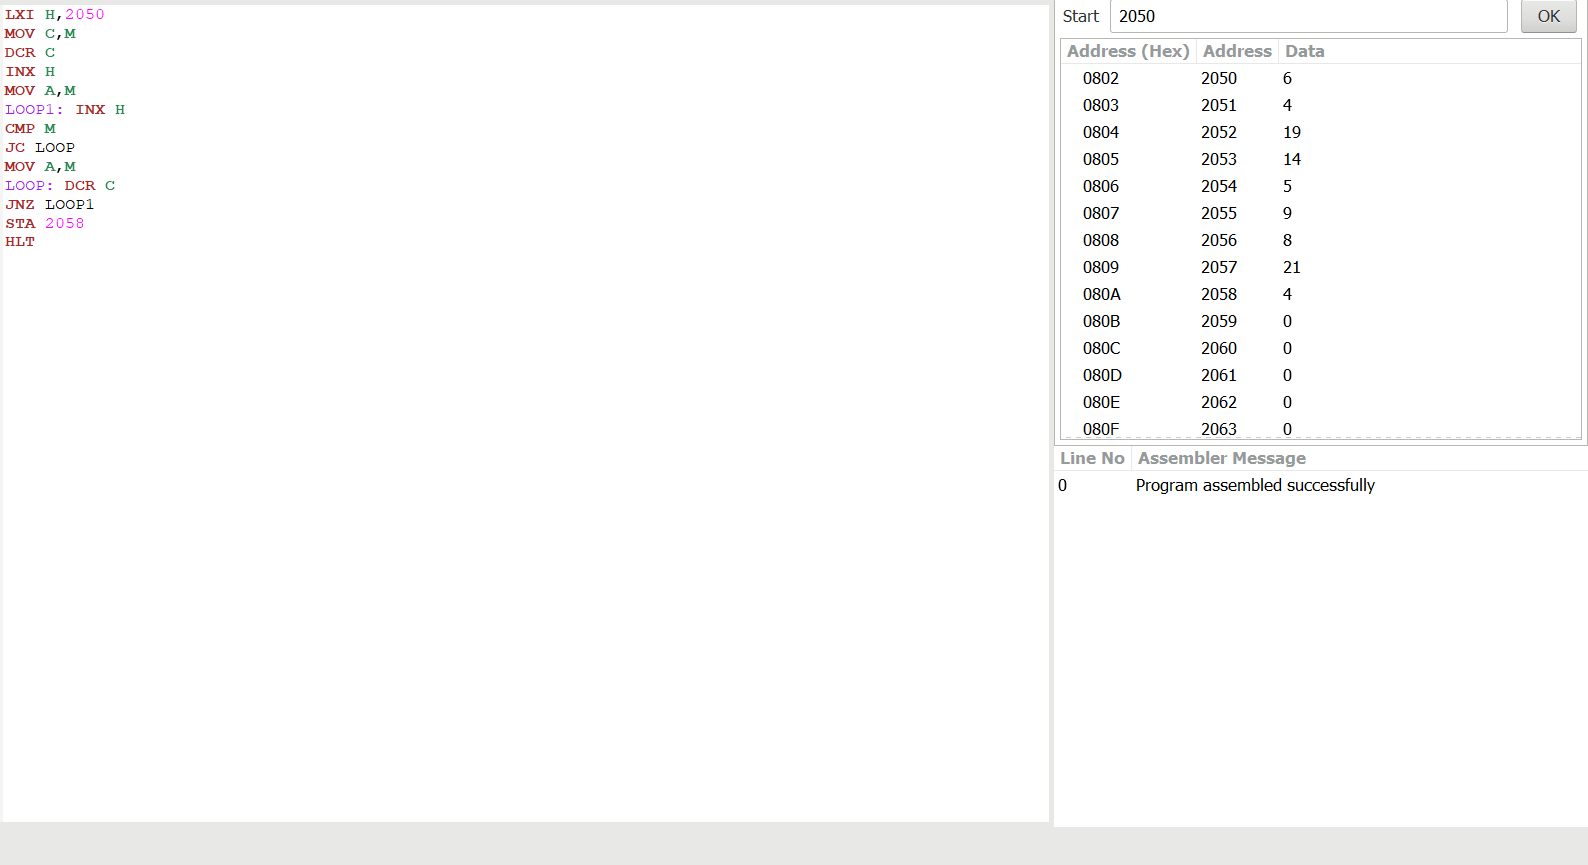 LXI H,2050
MOV C,M
DCR C
INX H
MOV A,M
LOOP1: INX H
CMP M
JC LOOP
MOV A,M
LOOP: DCR C
JNZ LOOP1
STA 2058
HLT
Start 2050 OK
Address (Hex) Address Data
0802 2050 6
0803 2051 4
0804 2052 19
0805 2053 14
0806 2054 5
0807 2055 9
0808 2056 8
0809 2057 21
080A 2058 4
080B 2059 0
080C 2060 0
080D 2061 0
080E 2062 0
080F 2063 0
Line No Assembler Message
0 Program assembled successfully